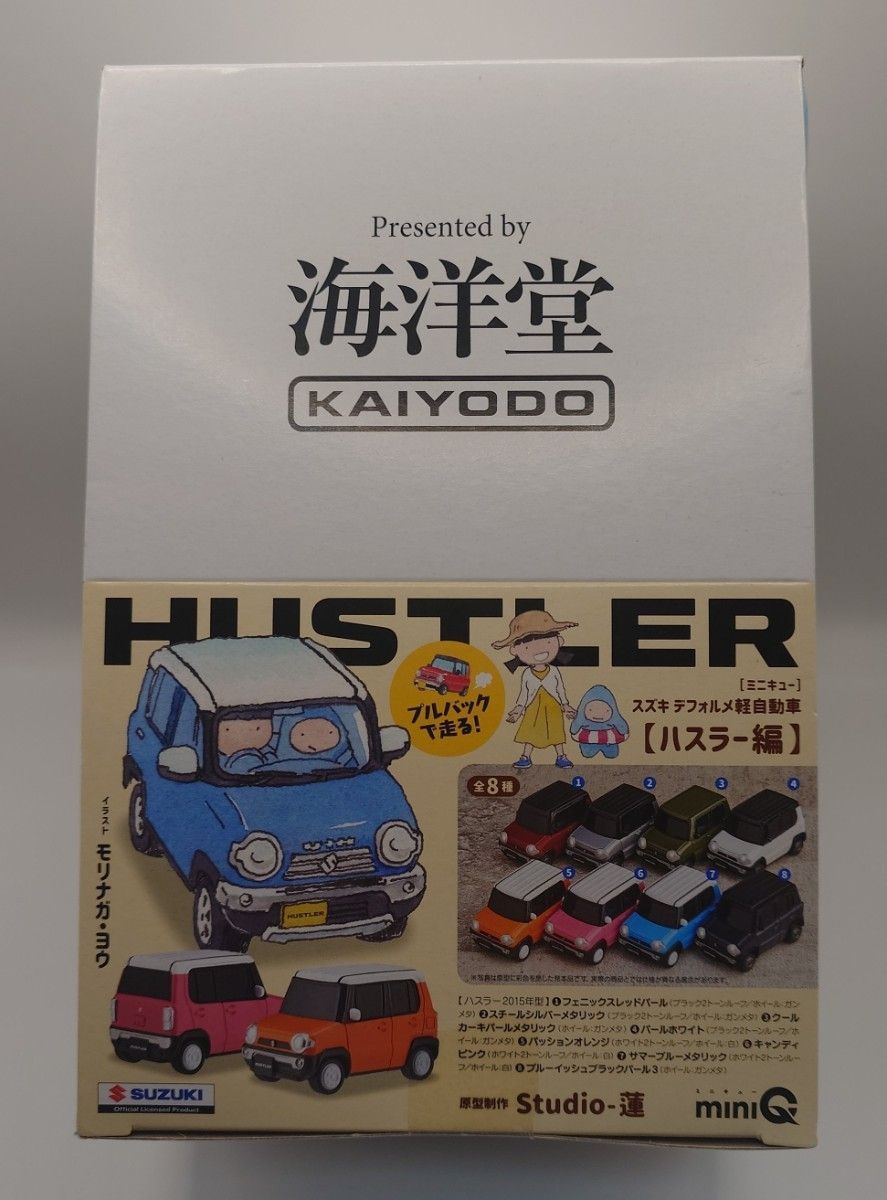 Presented by
海洋堂
KAIYODO
HUSTLER
プルバック
で走る!
[ミニキュー]
スズキ デフォルメ軽自動車
【ハスラー編】
全8種
1
2
3
4
5
6
7
8
イラスト モリナガ・ヨウ
HUSTLER
※写真は原型に彩色を施した見本品です。実際の商品とでは仕様が異なる場合があります。
【ハスラー2015年型】❶フェニックスレッドパール(ブラック2トーンルーフ/ホイール:ガン
メタ) ❷スチールシルバーメタリック(ブラック2トーンルーフ/ホイール:ガンメタ) ❸クール
カーキパールメタリック(ホイール:ガンメタ) ❹パールホワイト(ブラック2トーンルーフ/ホ
イール:ガンメタ) ❺パッションオレンジ(ホワイト2トーンルーフ/ホイール:白) ❻キャンディ
ピンク(ホワイト2トーンルーフ/ホイール:白) ❼サマーブルーメタリック(ホワイト2トーンルー
フ/ホイール:白) ❽ブルーイッシュブラックパール3(ホイール:ガンメタ)
SUZUKI
Official Licensed Product
原型制作 Studio-蓮
ミニキュー
miniQ